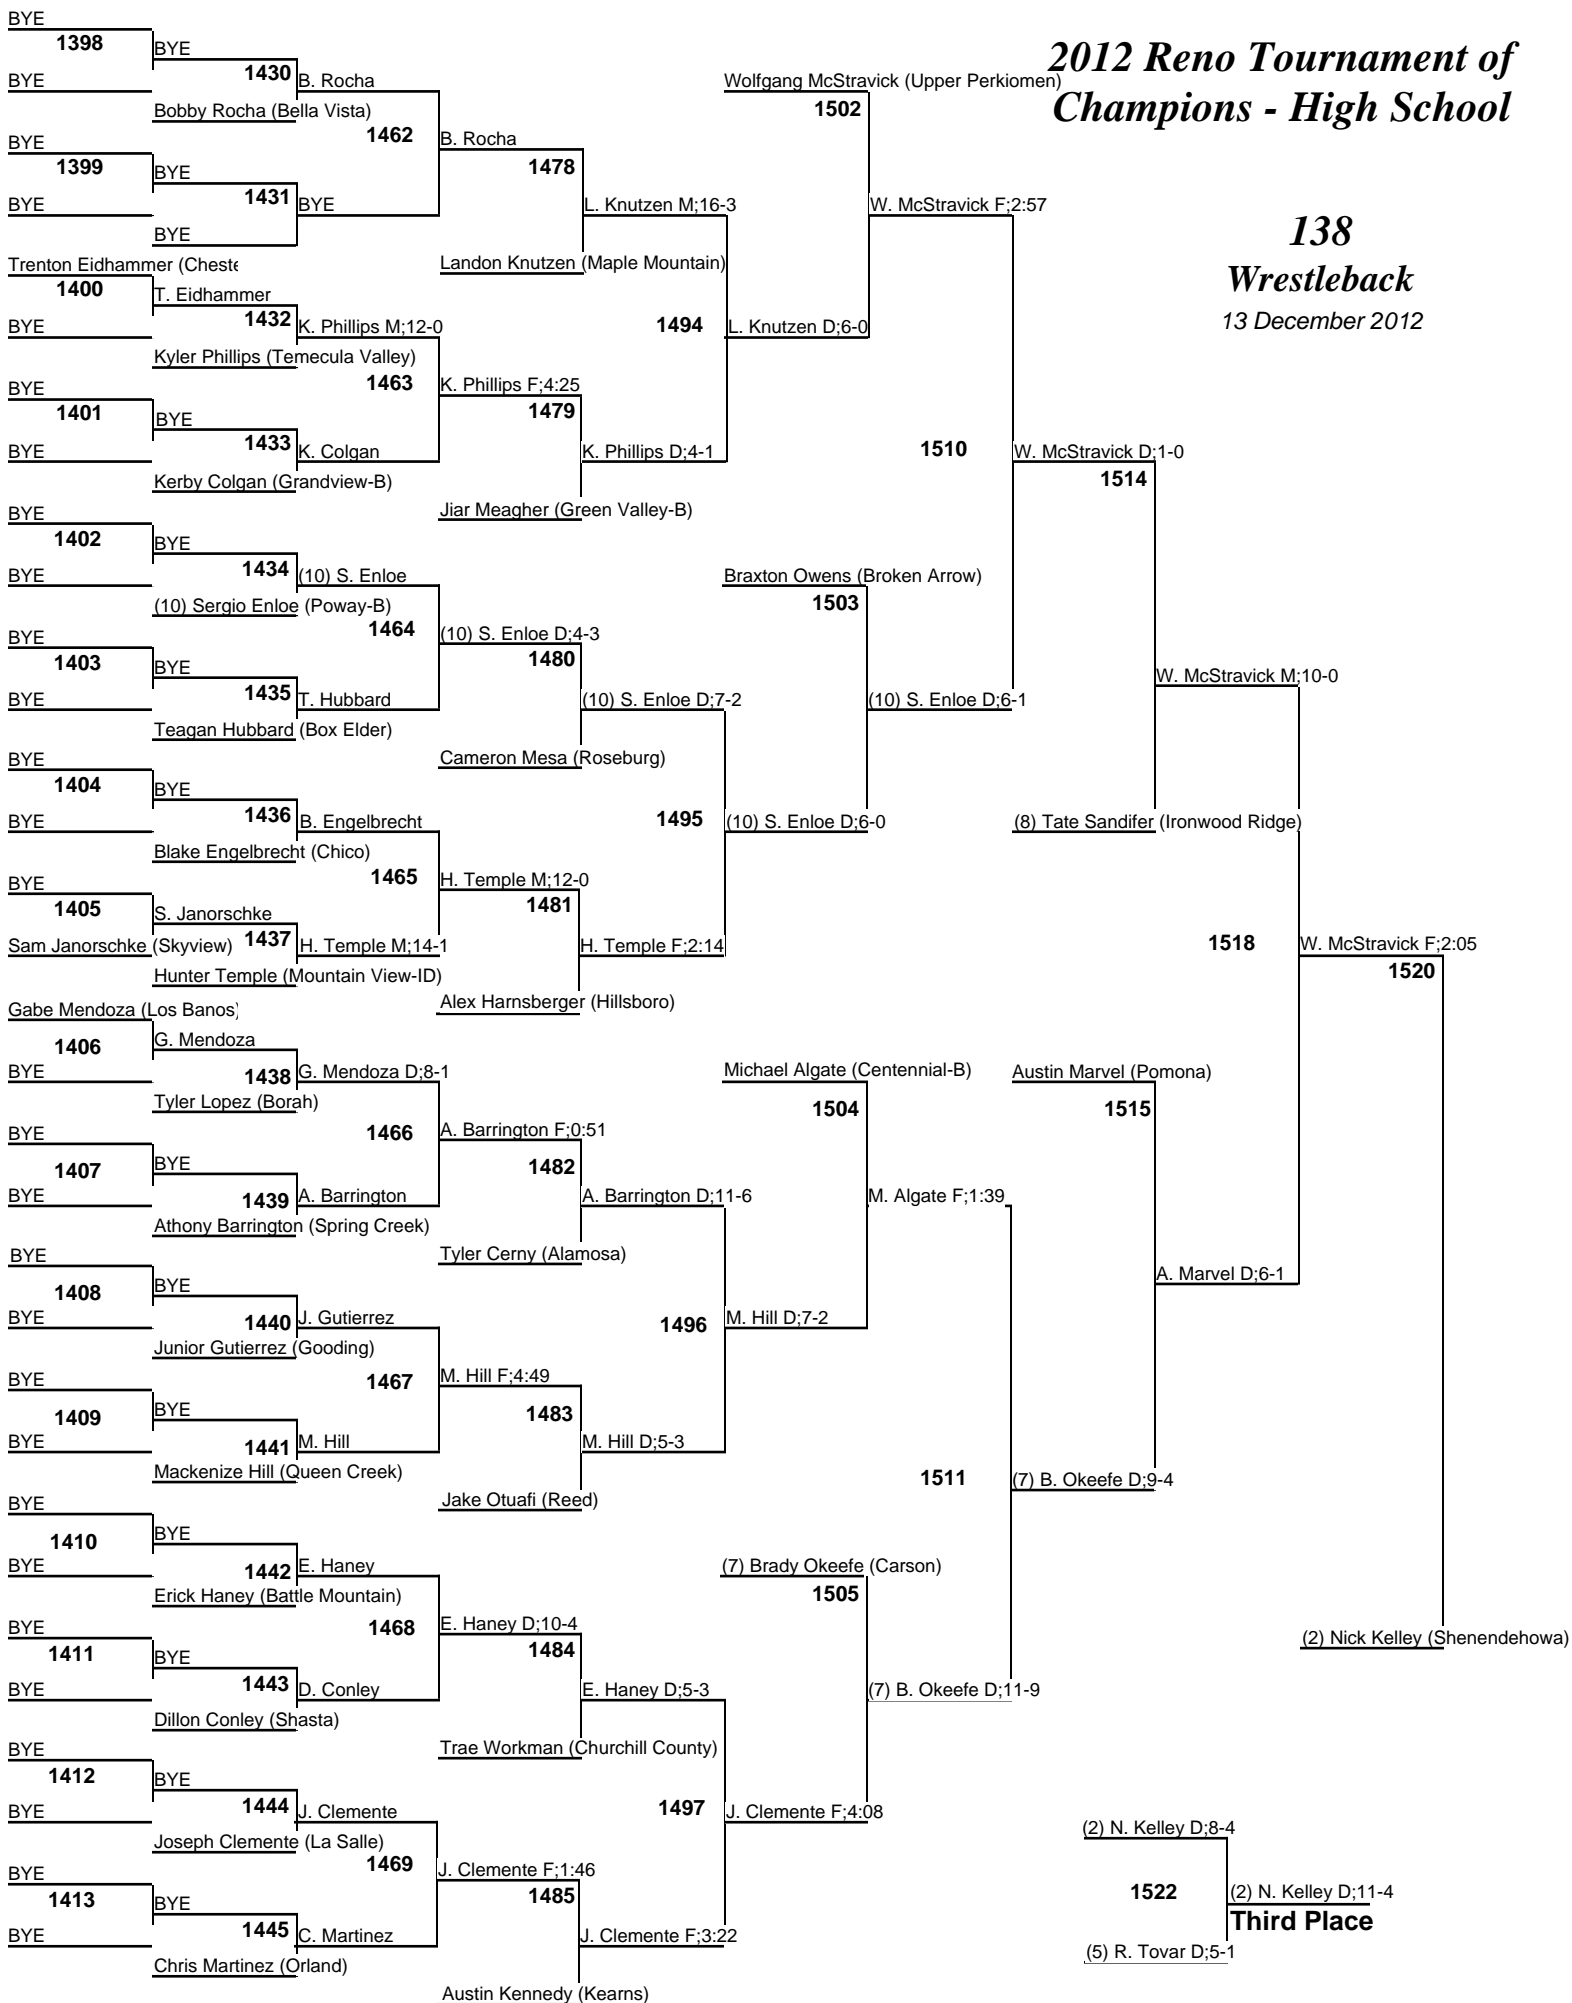 2012 Reno Tournament of
Champions - High School
138
Wrestleback
13 December 2012
BYE
1398
BYE
BYE
1430
B. Rocha
Bobby Rocha (Bella Vista)
1462
B. Rocha
BYE
1399
BYE
BYE
1431
BYE
BYE
1478
L. Knutzen M;16-3
Landon Knutzen (Maple Mountain)
Trenton Eidhammer (Cheste
1400
BYE
T. Eidhammer
1432
K. Phillips M;12-0
Kyler Phillips (Temecula Valley)
1463
K. Phillips F;4:25
BYE
1401
BYE
BYE
1433
K. Colgan
Kerby Colgan (Grandview-B)
1479
K. Phillips D;4-1
Jiar Meagher (Green Valley-B)
1494
L. Knutzen D;6-0
Wolfgang McStravick (Upper Perkiomen)
1502
W. McStravick F;2:57
BYE
1402
BYE
BYE
1434
(10) S. Enloe
(10) Sergio Enloe (Poway-B)
1464
(10) S. Enloe D;4-3
BYE
1403
BYE
BYE
1435
T. Hubbard
Teagan Hubbard (Box Elder)
1480
(10) S. Enloe D;7-2
Cameron Mesa (Roseburg)
BYE
1404
BYE
BYE
1436
B. Engelbrecht
Blake Engelbrecht (Chico)
1465
H. Temple M;12-0
BYE
1405
Sam Janorschke (Skyview)
S. Janorschke
1437
H. Temple M;14-1
Hunter Temple (Mountain View-ID)
1481
H. Temple F;2:14
Alex Harnsberger (Hillsboro)
1495
(10) S. Enloe D;6-0
Braxton Owens (Broken Arrow)
1503
(10) S. Enloe D;6-1
1510
W. McStravick D;1-0
1514
W. McStravick M;10-0
(8) Tate Sandifer (Ironwood Ridge)
Gabe Mendoza (Los Banos)
1406
BYE
G. Mendoza
1438
G. Mendoza D;8-1
Tyler Lopez (Borah)
1466
A. Barrington F;0:51
BYE
1407
BYE
BYE
1439
A. Barrington
Athony Barrington (Spring Creek)
1482
A. Barrington D;11-6
Tyler Cerny (Alamosa)
BYE
1408
BYE
BYE
1440
J. Gutierrez
Junior Gutierrez (Gooding)
1467
M. Hill F;4:49
BYE
1409
BYE
BYE
1441
M. Hill
Mackenize Hill (Queen Creek)
1483
M. Hill D;5-3
Jake Otuafi (Reed)
1496
M. Hill D;7-2
Michael Algate (Centennial-B)
1504
M. Algate F;1:39
BYE
1410
BYE
BYE
1442
E. Haney
Erick Haney (Battle Mountain)
1468
E. Haney D;10-4
BYE
1411
BYE
BYE
1443
D. Conley
Dillon Conley (Shasta)
1484
E. Haney D;5-3
Trae Workman (Churchill County)
BYE
1412
BYE
BYE
1444
J. Clemente
Joseph Clemente (La Salle)
1469
J. Clemente F;1:46
BYE
1413
BYE
BYE
1445
C. Martinez
Chris Martinez (Orland)
1485
J. Clemente F;3:22
Austin Kennedy (Kearns)
1497
J. Clemente F;4:08
(7) Brady Okeefe (Carson)
1505
(7) B. Okeefe D;11-9
1511
(7) B. Okeefe D;9-4
Austin Marvel (Pomona)
1515
A. Marvel D;6-1
1518
W. McStravick F;2:05
1520
(2) Nick Kelley (Shenendehowa)
(2) N. Kelley D;8-4
1522
(2) N. Kelley D;11-4
Third Place
(5) R. Tovar D;5-1